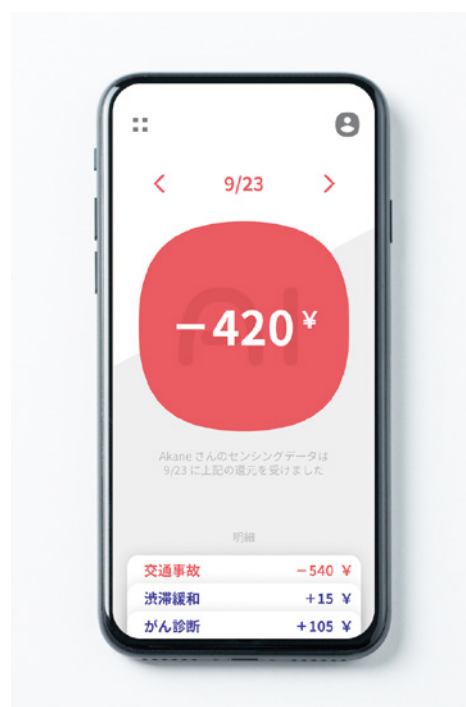 9/23
−420¥
Akane さんのセンシングデータは
9/23 に上記の還元を受けました
明細
交通事故 −540 ¥
渋滞緩和 +15 ¥
がん診断 +105 ¥